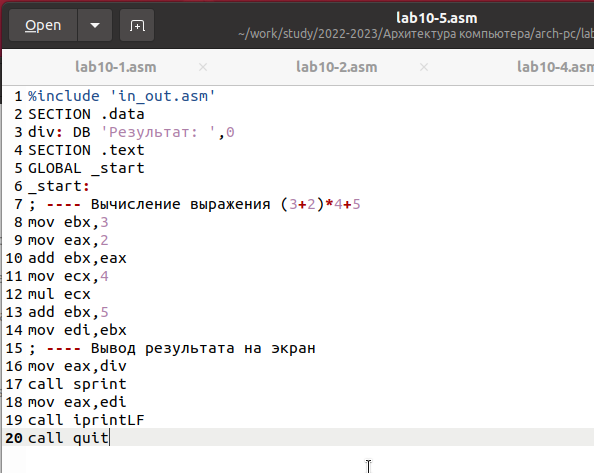 Open
lab10-5.asm
~/work/study/2022-2023/Архитектура компьютера/arch-pc/lab
lab10-1.asm × lab10-2.asm × lab10-4.asm
1 %include 'in_out.asm'
2 SECTION .data
3 div: DB 'Результат: ',0
4 SECTION .text
5 GLOBAL _start
6 _start:
7 ; ---- Вычисление выражения (3+2)*4+5
8 mov ebx,3
9 mov eax,2
10 add ebx,eax
11 mov ecx,4
12 mul ecx
13 add ebx,5
14 mov edi,ebx
15 ; ---- Вывод результата на экран
16 mov eax,div
17 call sprint
18 mov eax,edi
19 call iprintLF
20 call quit